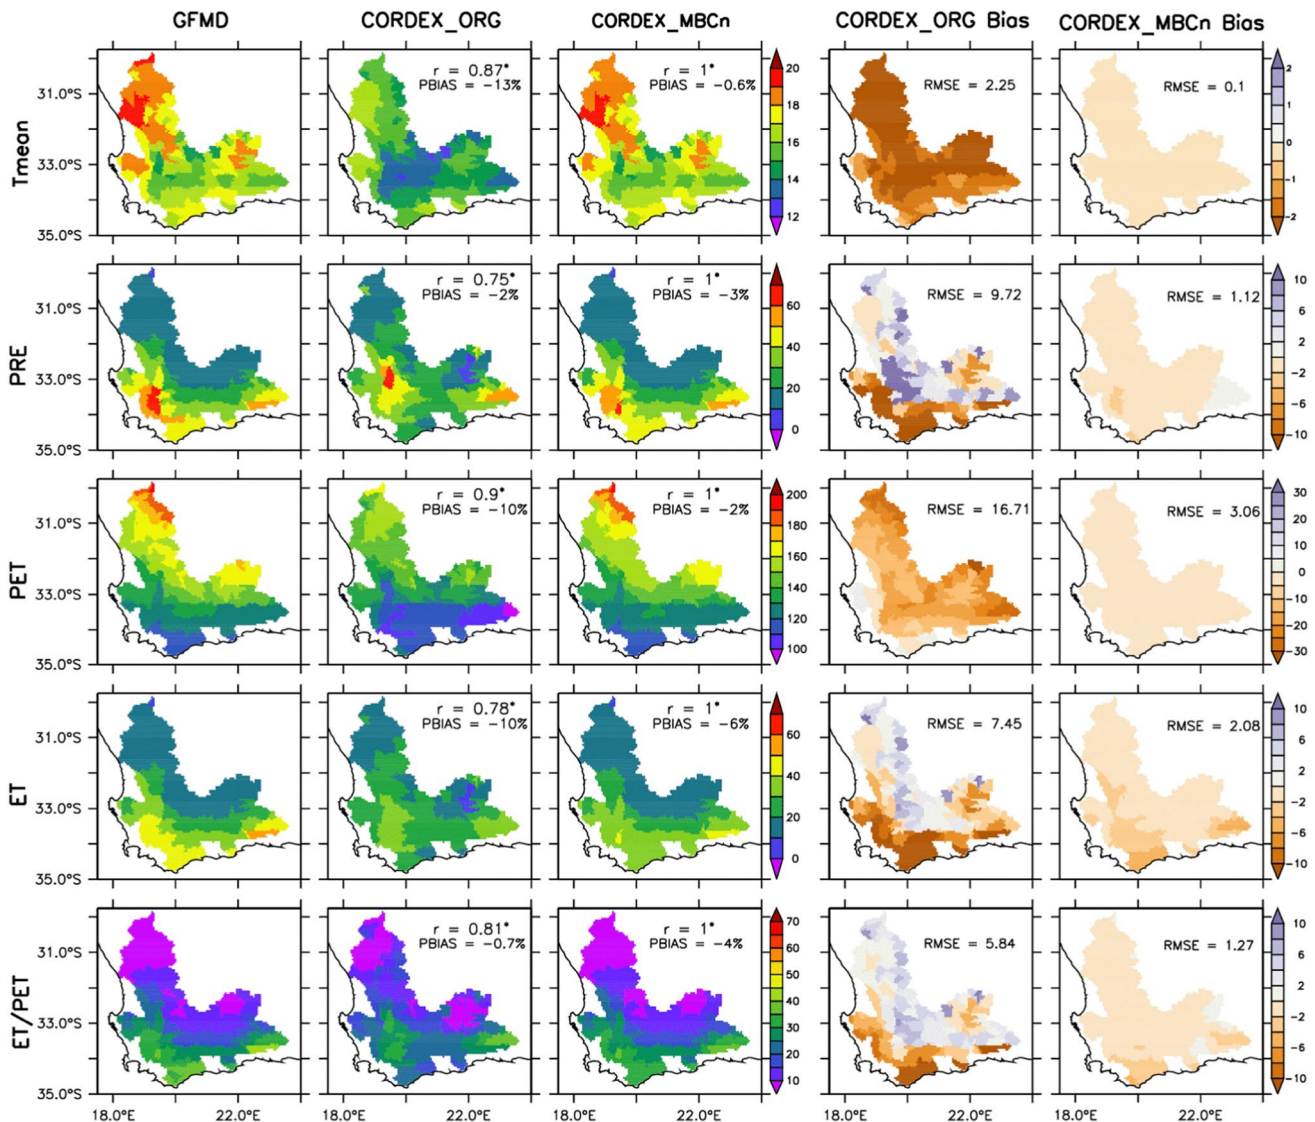 GFMD CORDEX_ORG CORDEX_MBCn CORDEX_ORG Bias CORDEX_MBCn Bias
Tmean
31.0°S
33.0°S
35.0°S
r = 0.87*
PBIAS = -13%
r = 1*
PBIAS = -0.6%
20
18
16
14
12
RMSE = 2.25
RMSE = 0.1
2
1
0
-1
-2
PRE
31.0°S
33.0°S
35.0°S
r = 0.75*
PBIAS = -2%
r = 1*
PBIAS = -3%
60
40
20
0
RMSE = 9.72
RMSE = 1.12
10
6
2
-2
-6
-10
PET
31.0°S
33.0°S
35.0°S
r = 0.9*
PBIAS = -10%
r = 1*
PBIAS = -2%
200
180
160
140
120
100
RMSE = 16.71
RMSE = 3.06
30
20
10
0
-10
-20
-30
ET
31.0°S
33.0°S
35.0°S
r = 0.78*
PBIAS = -10%
r = 1*
PBIAS = -6%
60
40
20
0
RMSE = 7.45
RMSE = 2.08
10
6
2
-2
-6
-10
ET/PET
31.0°S
33.0°S
35.0°S
r = 0.81*
PBIAS = -0.7%
r = 1*
PBIAS = -4%
70
60
50
40
30
20
10
RMSE = 5.84
RMSE = 1.27
10
6
2
-2
-6
-10
18.0°E 22.0°E 18.0°E 22.0°E 18.0°E 22.0°E 18.0°E 22.0°E 18.0°E 22.0°E